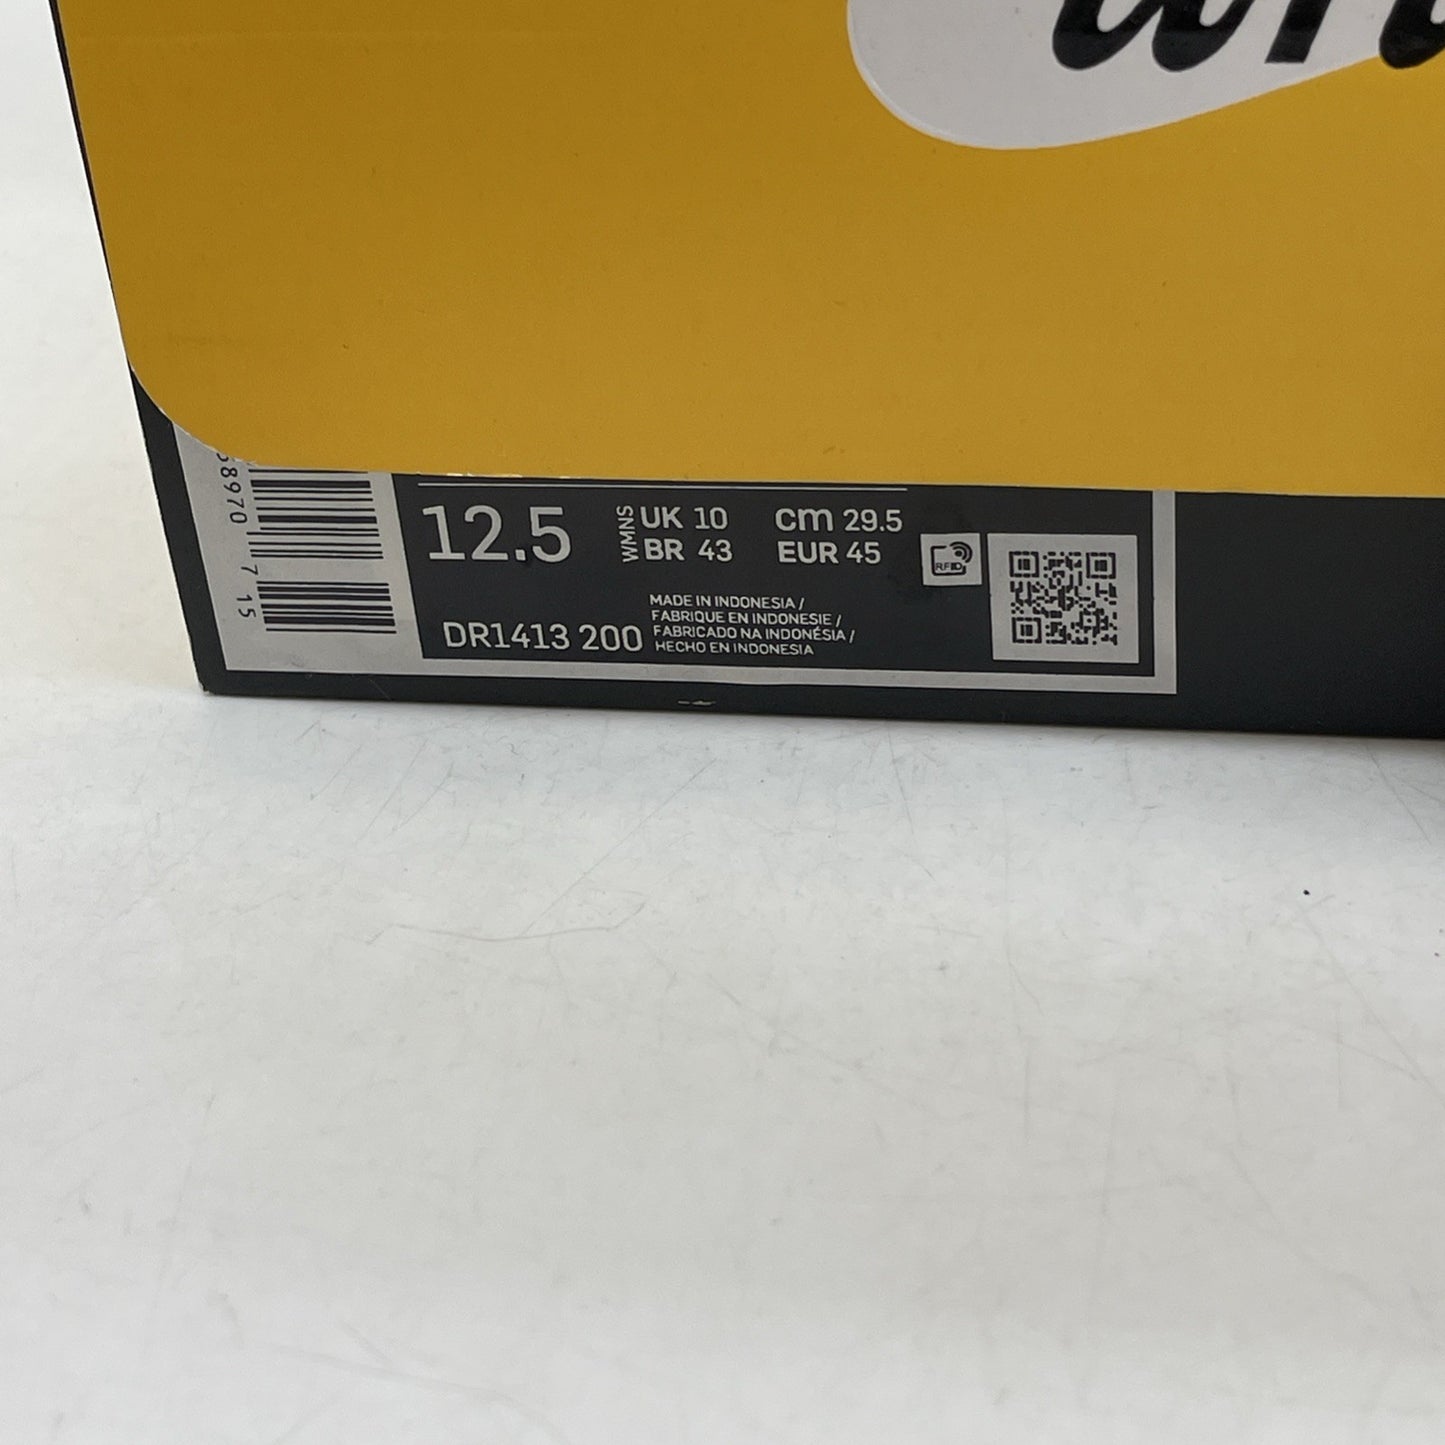 12.5
WMNS
UK 10
BR 43
cm 29.5
EUR 45
RFID
DR1413 200
MADE IN INDONESIA /
FABRIQUE EN INDONESIE /
FABRICADO NA INDONÉSIA /
HECHO EN INDONESIA
68970 7 15